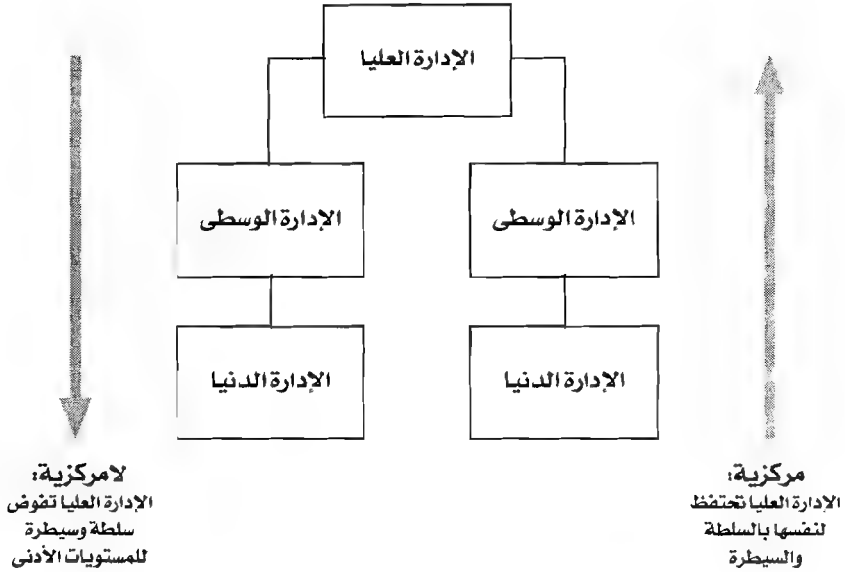 الإدارة العليا
الإدارة الوسطى
الإدارة الوسطى
الإدارة الدنيا
الإدارة الدنيا
مركزية:
الإدارة العليا تحتفظ
لنفسها بالسلطة
والسيطرة
لامركزية:
الإدارة العليا تفوض
سلطة وسيطرة
للمستويات الأدنى